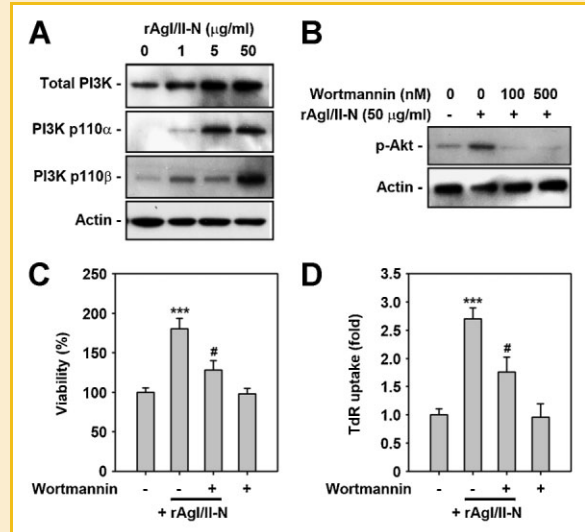 A
rAgI/II-N (μg/ml)
0 1 5 50
Total PI3K -
PI3K p110α -
PI3K p110β -
Actin -
B
Wortmannin (nM) 0 0 100 500
rAgI/II-N (50 μg/ml) - + + +
p-Akt -
Actin -
C
250
200
150
100
50
0
Viability (%)
***
#
Wortmannin - - + +
+ rAgI/II-N
D
3.5
3.0
2.5
2.0
1.5
1.0
0.5
0.0
TdR uptake (fold)
***
#
Wortmannin - - + +
+ rAgI/II-N